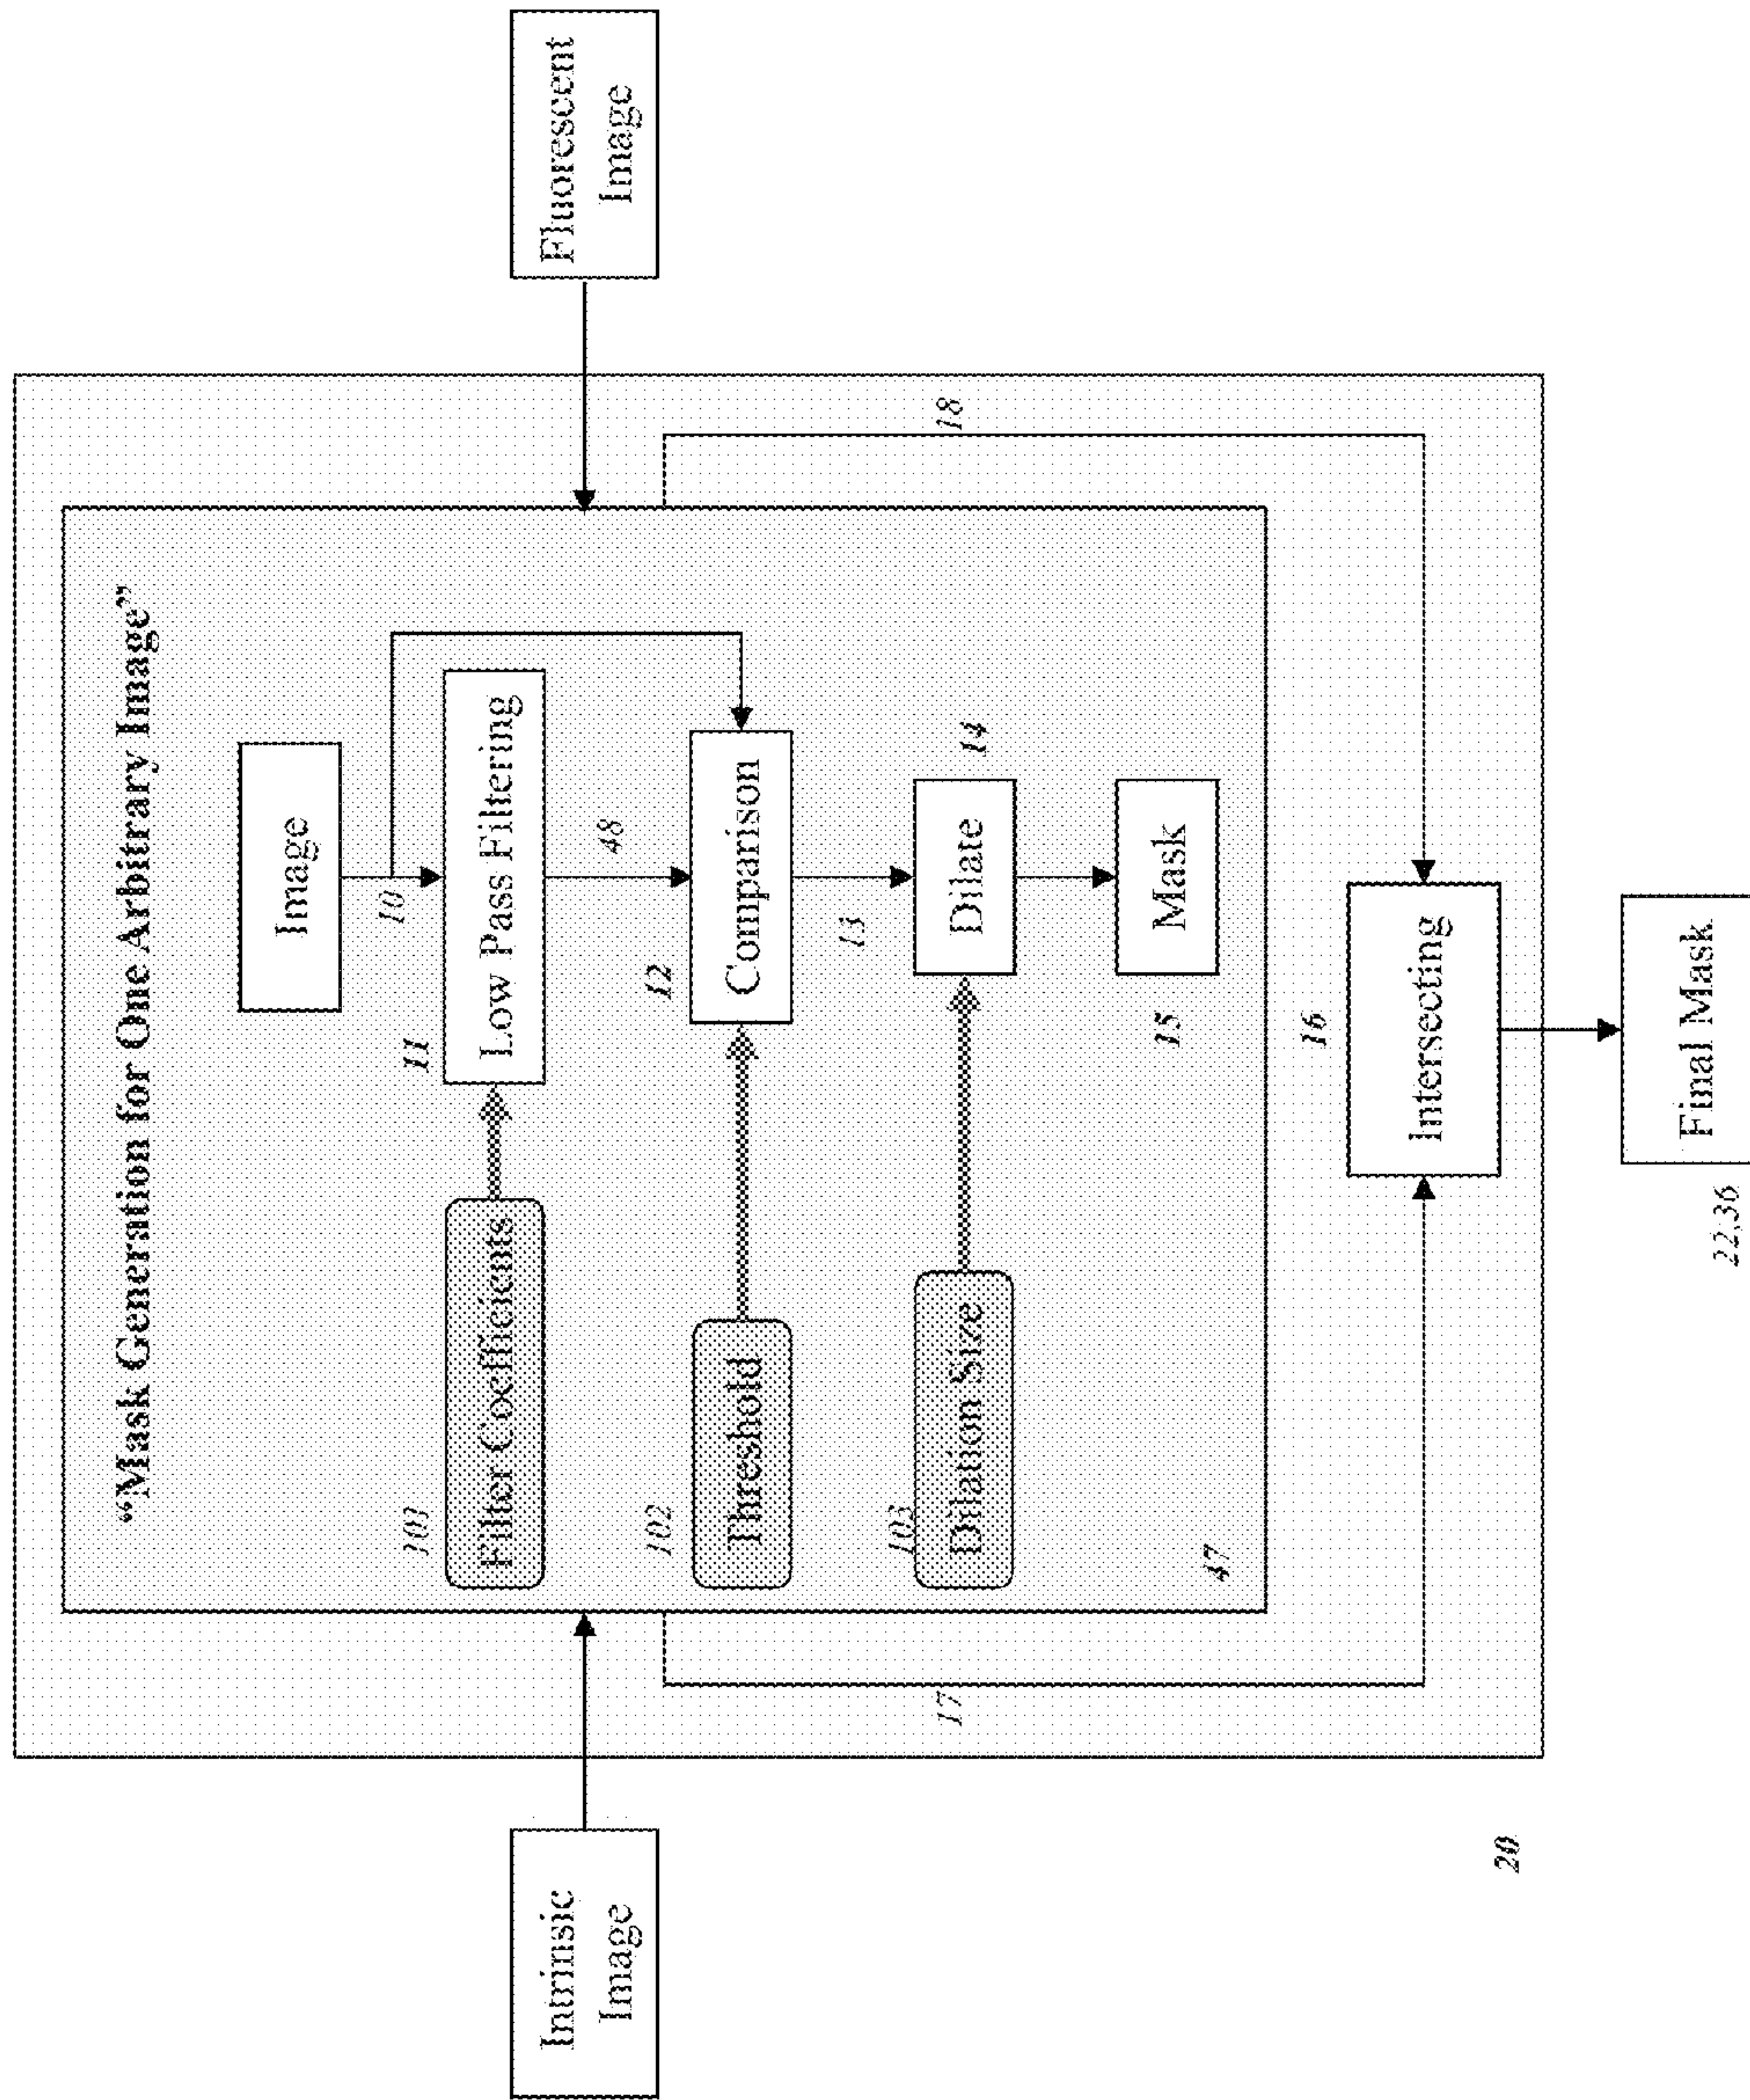 “Mask Generation for One Arbitrary Image”
Intrinsic
Image
Fluorescent
Image
Image
10
101
Filter Coefficients
11
Low Pass Filtering
48
102
Threshold
12
Comparison
13
103
Dilation Size
Dilate
14
15
Mask
47
17
18
16
Intersecting
20
Final Mask
22,36